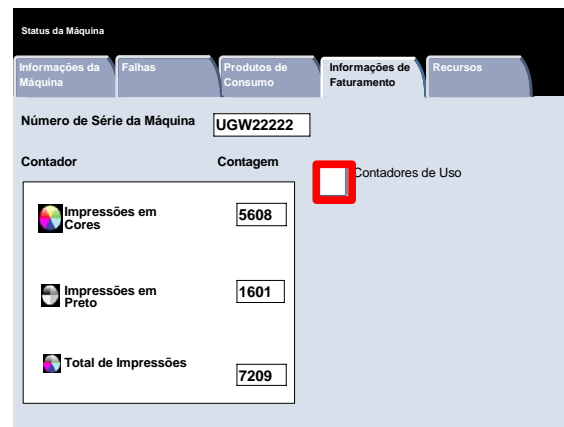 Status da Máquina
Informações da
Máquina
Falhas
Produtos de
Consumo
Informações de
Faturamento
Recursos
Número de Série da Máquina UGW22222
Contador Contagem
Contadores de Uso
Impressões em
Cores
5608
Impressões em
Preto
1601
Total de Impressões
7209